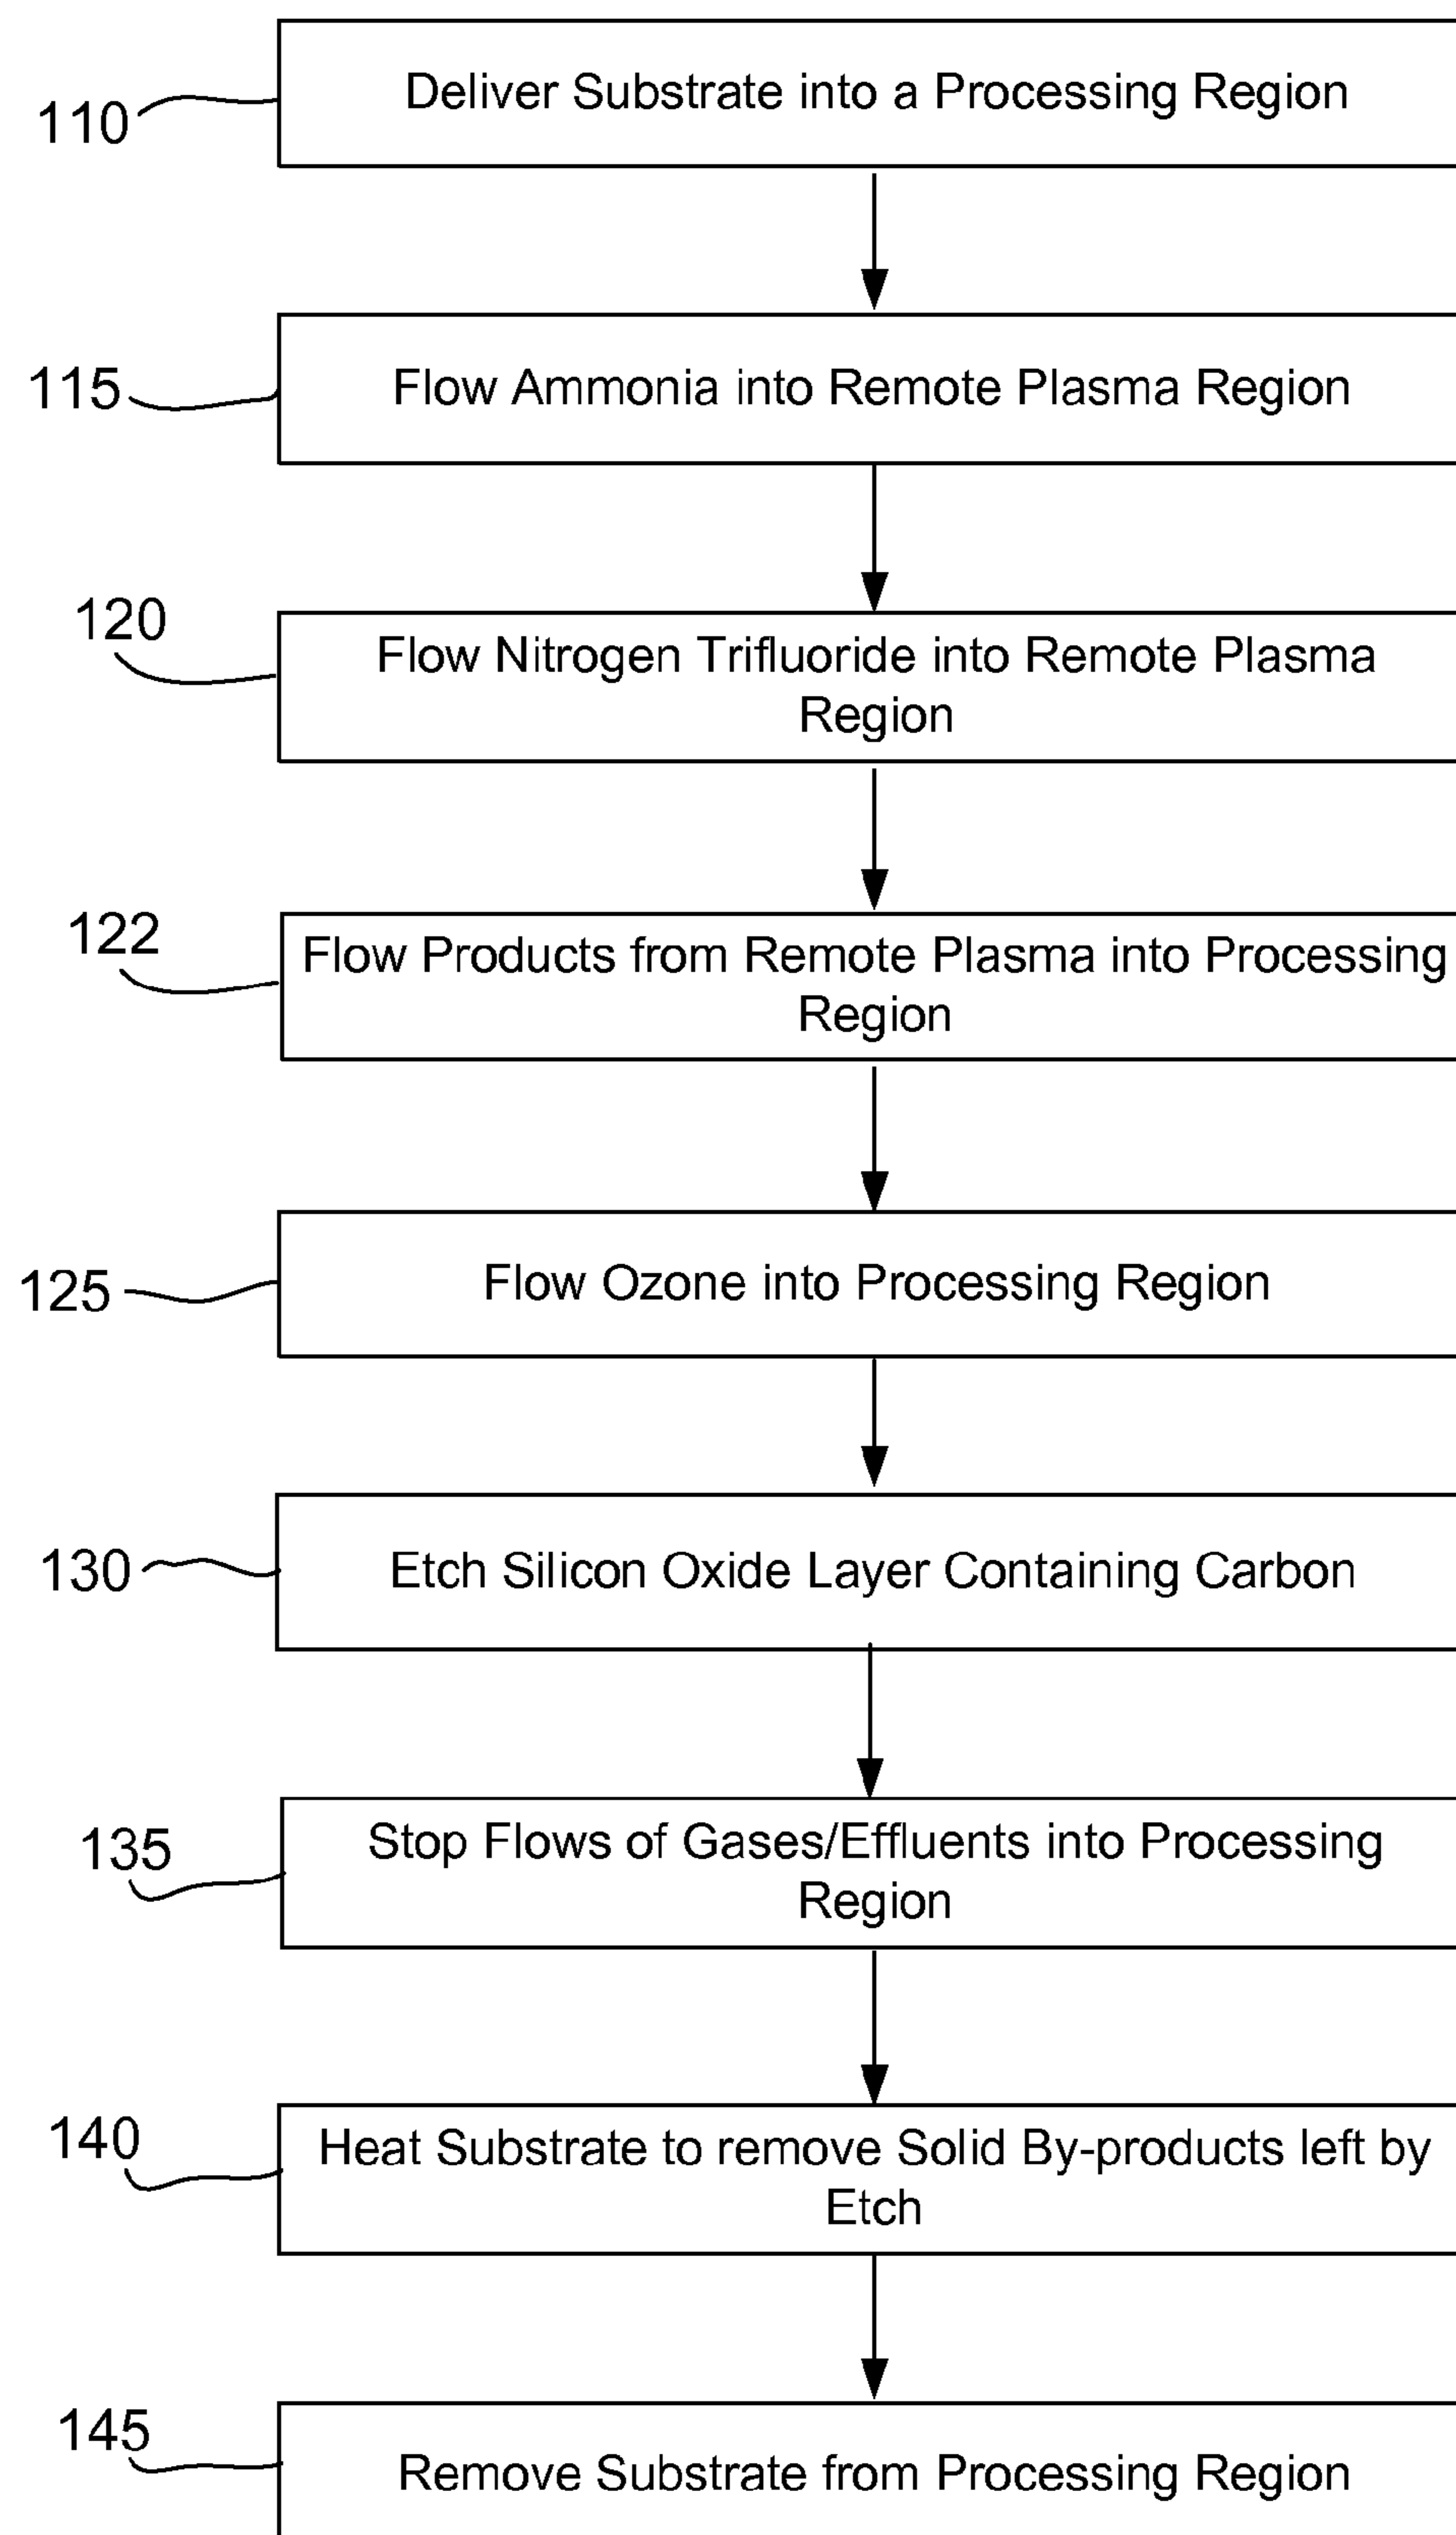 110
Deliver Substrate into a Processing Region
115
Flow Ammonia into Remote Plasma Region
120
Flow Nitrogen Trifluoride into Remote Plasma
Region
122
Flow Products from Remote Plasma into Processing
Region
125
Flow Ozone into Processing Region
130
Etch Silicon Oxide Layer Containing Carbon
135
Stop Flows of Gases/Effluents into Processing
Region
140
Heat Substrate to remove Solid By-products left by
Etch
145
Remove Substrate from Processing Region